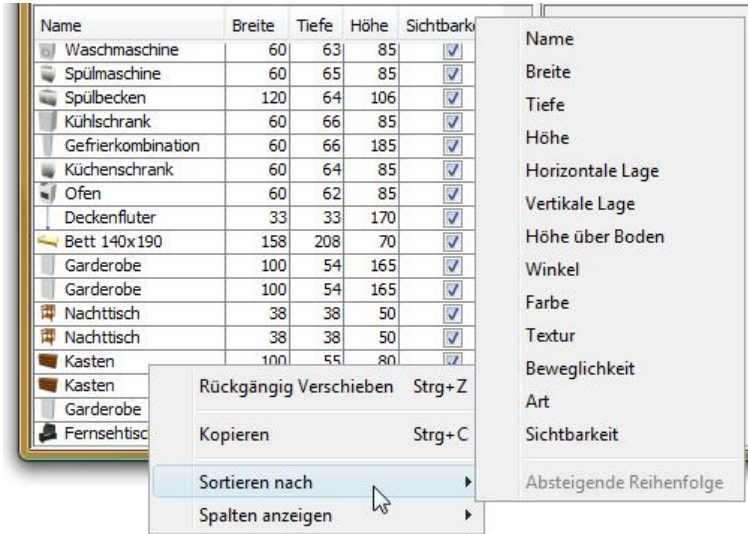 Name Breite Tiefe Höhe Sichtbark
Waschmaschine 60 63 85
Spülmaschine 60 65 85
Spülbecken 120 64 106
Kühlschrank 60 66 85
Gefrierkombination 60 66 185
Küchenschrank 60 64 85
Ofen 60 62 85
Deckenfluter 33 33 170
Bett 140x190 158 208 70
Garderobe 100 54 165
Garderobe 100 54 165
Nachttisch 38 38 50
Nachttisch 38 38 50
Kasten 100 55 80
Kasten
Garderobe
Fernsehtisc
Rückgängig Verschieben Strg+Z
Kopieren Strg+C
Sortieren nach
Spalten anzeigen
Name
Breite
Tiefe
Höhe
Horizontale Lage
Vertikale Lage
Höhe über Boden
Winkel
Farbe
Textur
Beweglichkeit
Art
Sichtbarkeit
Absteigende Reihenfolge